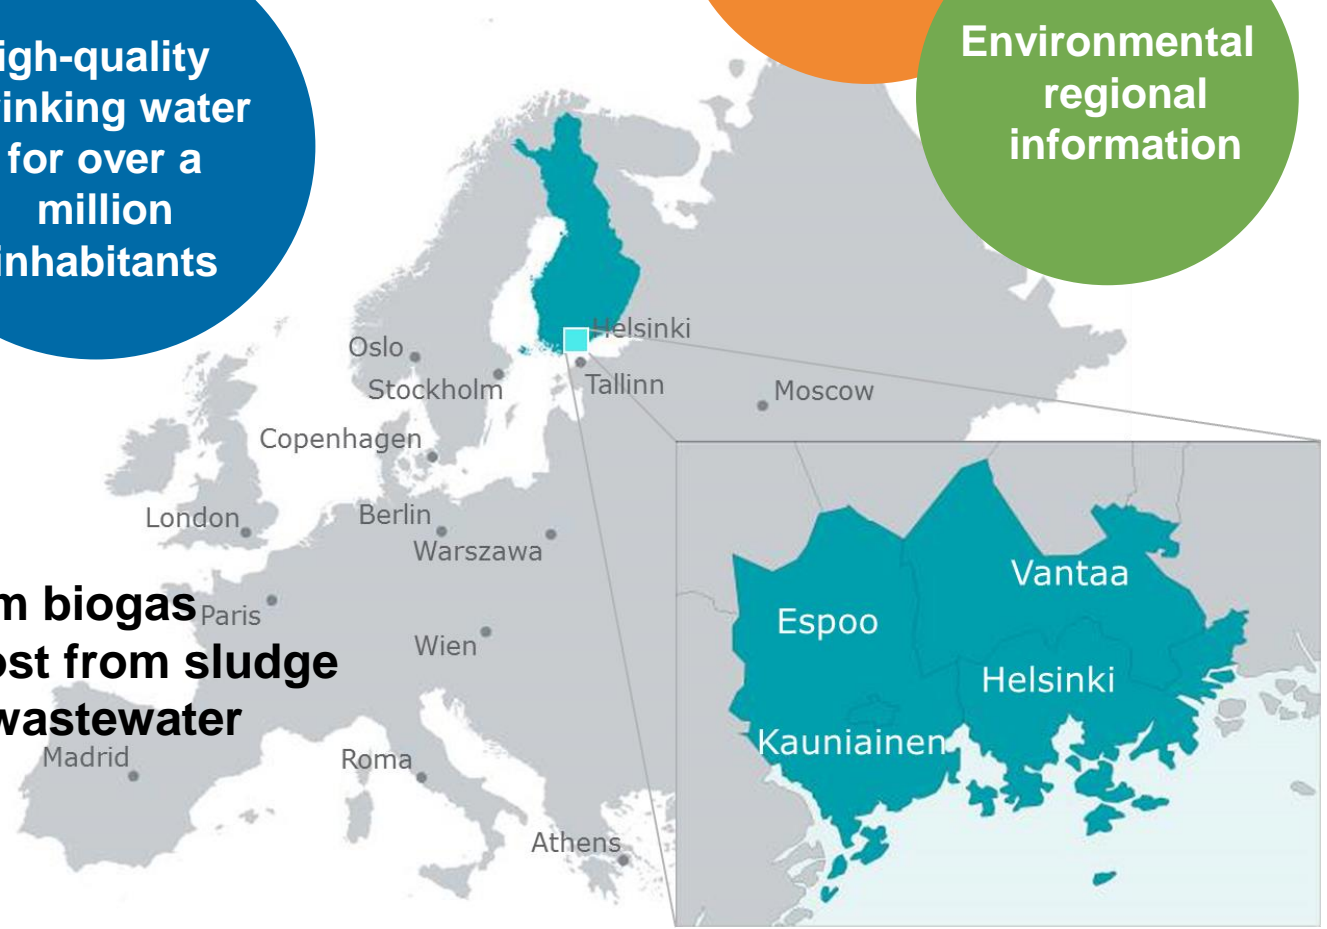 igh-quality
inking water
for over a
million
inhabitants
Environmental
regional
information
Helsinki
Oslo
Stockholm
Tallinn
Moscow
Copenhagen
London
Berlin
Warszawa
m biogas
Paris
ost from sludge
Wien
wastewater
Madrid
Roma
Athens
Vantaa
Espoo
Helsinki
Kauniainen